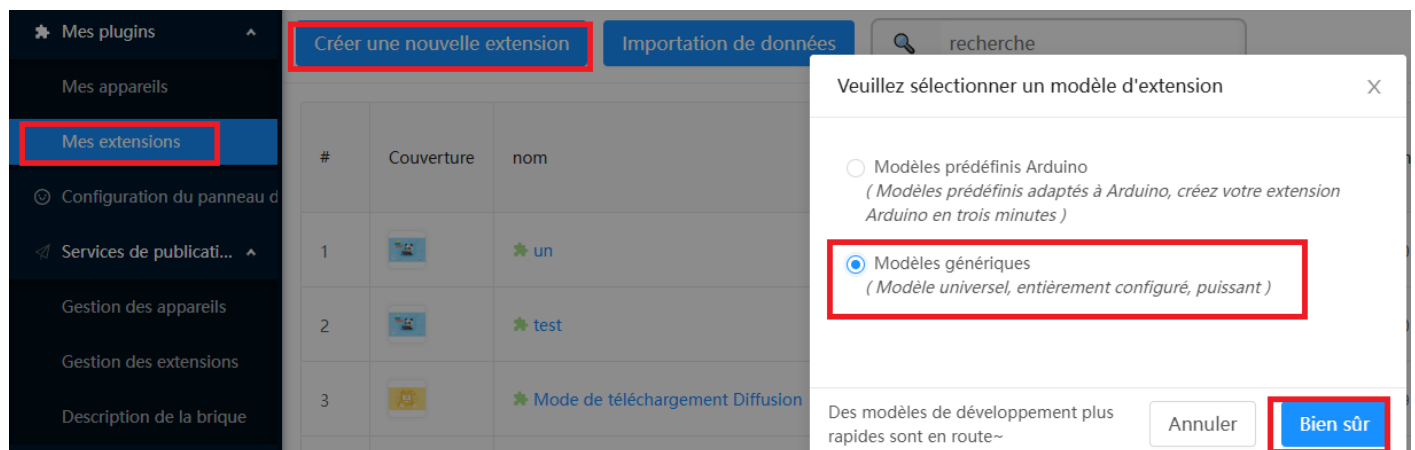 Mes plugins
Mes appareils
Mes extensions
Configuration du panneau d
Services de publicati...
Gestion des appareils
Gestion des extensions
Description de la brique
Créer une nouvelle extension
Importation de données
recherche
# Couverture nom
1 un
2 test
3 Mode de téléchargement Diffusion
Veuillez sélectionner un modèle d'extension
Modèles prédéfinis Arduino
( Modèles prédéfinis adaptés à Arduino, créez votre extension
Arduino en trois minutes )
Modèles génériques
( Modèle universel, entièrement configuré, puissant )
Des modèles de développement plus
rapides sont en route~
Annuler
Bien sûr